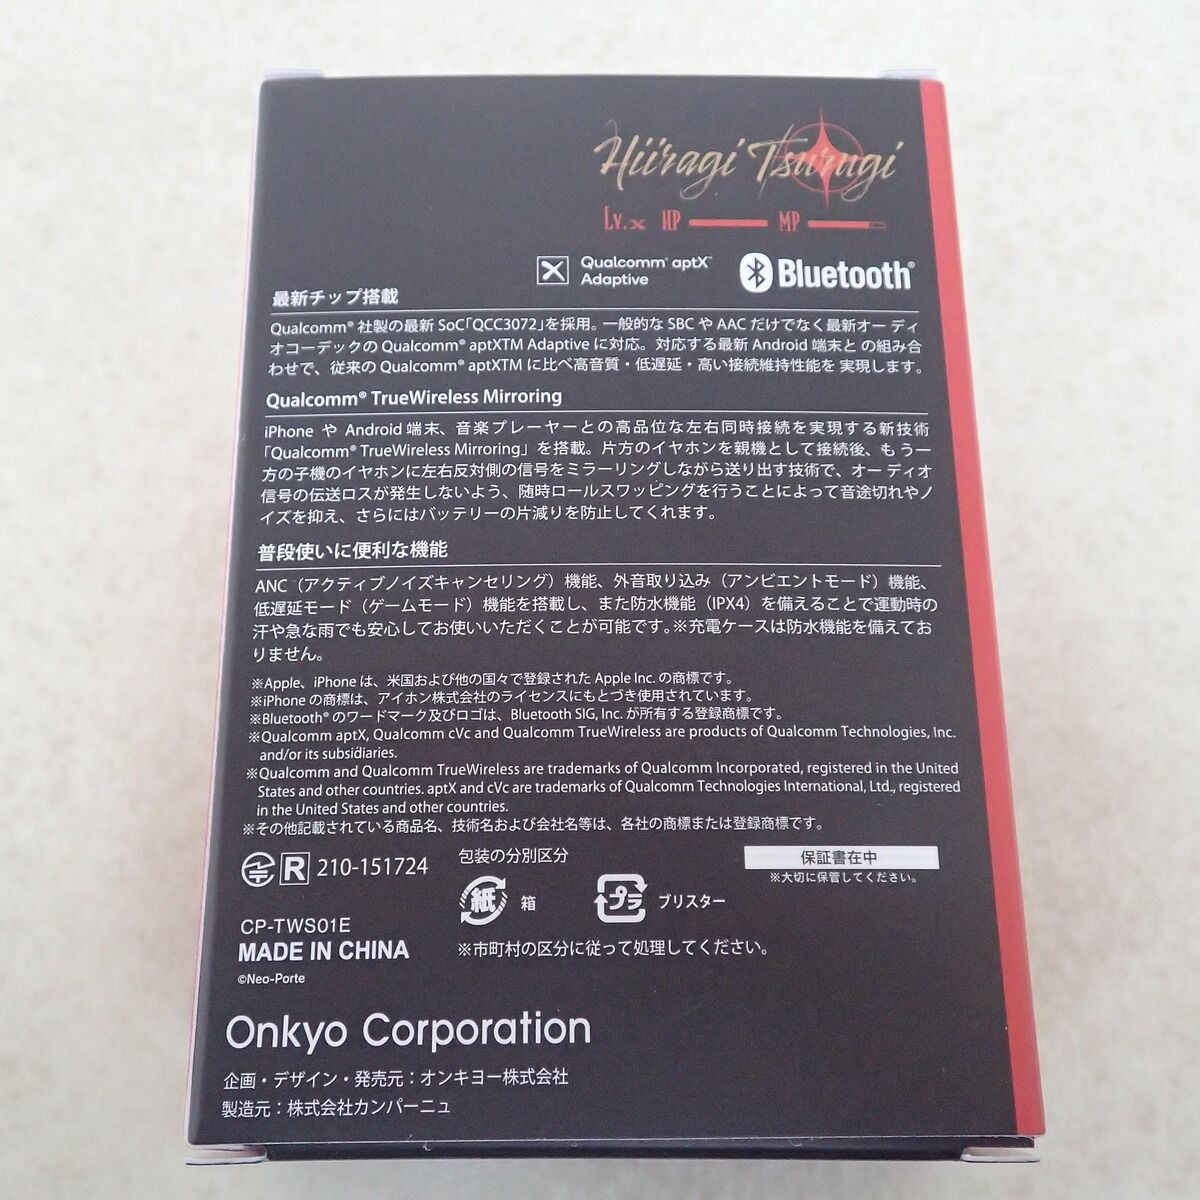 Hiiragi Tsurugi
Lv.x HP MP
Qualcomm® aptX™
Adaptive
Bluetooth®
最新チップ搭載
Qualcomm® 社製の最新 SoC「QCC3072」を採用。一般的な SBC や AAC だけでなく最新オー ディ
オコーデックの Qualcomm® aptXTM Adaptive に対応。対応する最新 Android 端末と の組み合
わせで、従来の Qualcomm® aptXTM に比べ高音質・低遅延・高い接続維持性能を 実現します。
Qualcomm® TrueWireless Mirroring
iPhone や Android 端末、音楽プレーヤーとの高品位な左右同時接続を実現する新技術
「Qualcomm® TrueWireless Mirroring」を搭載。片方のイヤホンを親機として接続後、もう一
方の子機のイヤホンに左右反対側の信号をミラーリングしながら送り出す技術で、オー ディオ
信号の伝送ロスが発生しないよう、随時ロールスワッピングを行うことによって音途切れやノ
イズを抑え、さらにはバッテリーの片減りを防止してくれます。
普段使いに便利な機能
ANC（アクティブノイズキャンセリング）機能、外音取り込み（アンビエントモード）機能、
低遅延モード（ゲームモード）機能を搭載し、また防水機能（IPX4）を備えることで運動時の
汗や急な雨でも安心してお使いいただくことが可能です。※充電ケースは防水機能を備えてお
りません。
※Apple、iPhone は、米国および他の国々で登録された Apple Inc. の商標です。
※iPhone の商標は、アイホン株式会社のライセンスにもとづき使用されています。
※Bluetooth® のワードマーク及びロゴは、Bluetooth SIG, Inc. が所有する登録商標です。
※Qualcomm aptX, Qualcomm cVc and Qualcomm TrueWireless are products of Qualcomm Technologies, Inc.
and/or its subsidiaries.
※Qualcomm and Qualcomm TrueWireless are trademarks of Qualcomm Incorporated, registered in the United
States and other countries. aptX and cVc are trademarks of Qualcomm Technologies International, Ltd., registered
in the United States and other countries.
※その他記載されている商品名、技術名および会社名等は、各社の商標または登録商標です。
R 210-151724
包装の分別区分
保証書在中
※大切に保管してください。
紙 箱
プラ ブリスター
※市町村の区分に従って処理してください。
CP-TWS01E
MADE IN CHINA
©Neo-Porte
Onkyo Corporation
企画・デザイン・発売元：オンキヨー株式会社
製造元：株式会社カンパーニュ